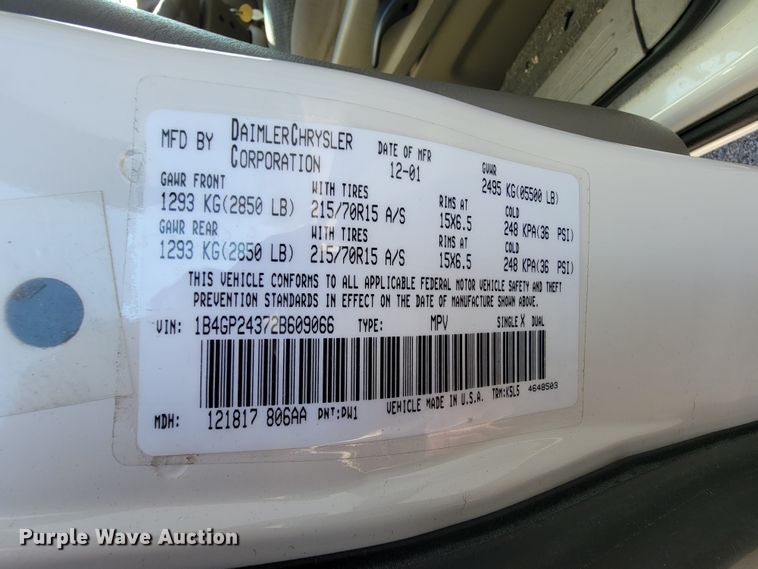 MFD BY DAIMLERCHRYSLER CORPORATION
DATE OF MFR 12-01
GVWR 2495 KG(05500 LB)
GAWR FRONT WITH TIRES RIMS AT COLD
1293 KG(2850 LB) 215/70R15 A/S 15X6.5 248 KPA(36 PSI)
GAWR REAR WITH TIRES RIMS AT COLD
1293 KG(2850 LB) 215/70R15 A/S 15X6.5 248 KPA(36 PSI)
THIS VEHICLE CONFORMS TO ALL APPLICABLE FEDERAL MOTOR VEHICLE SAFETY AND THEFT
PREVENTION STANDARDS IN EFFECT ON THE DATE OF MANUFACTURE SHOWN ABOVE.
VIN: 1B4GP24372B609066 TYPE: MPV SINGLE X DUAL
MDH: 121817 806AA PNT:PW1 VEHICLE MADE IN U.S.A. TRM:K5L5 4648503
Purple Wave Auction